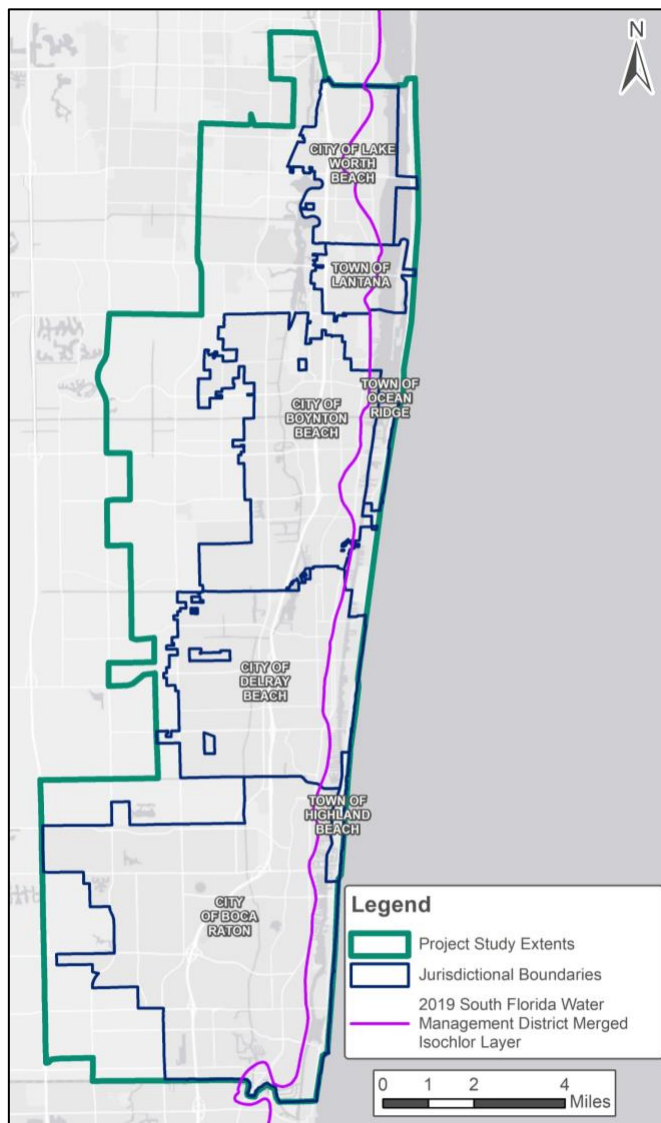 N
CITY OF LAKE
WORTH
BEACH
TOWN OF
LANTANA
TOWN OF
OCEAN
RIDGE
CITY OF
BOYNTON
BEACH
CITY OF
DELRAY
BEACH
TOWN OF
HIGHLAND
BEACH
CITY
OF BOCA
RATON
Legend
Project Study Extents
Jurisdictional Boundaries
2019 South Florida Water
Management District Merged
Isochlor Layer
0 1 2 4
Miles